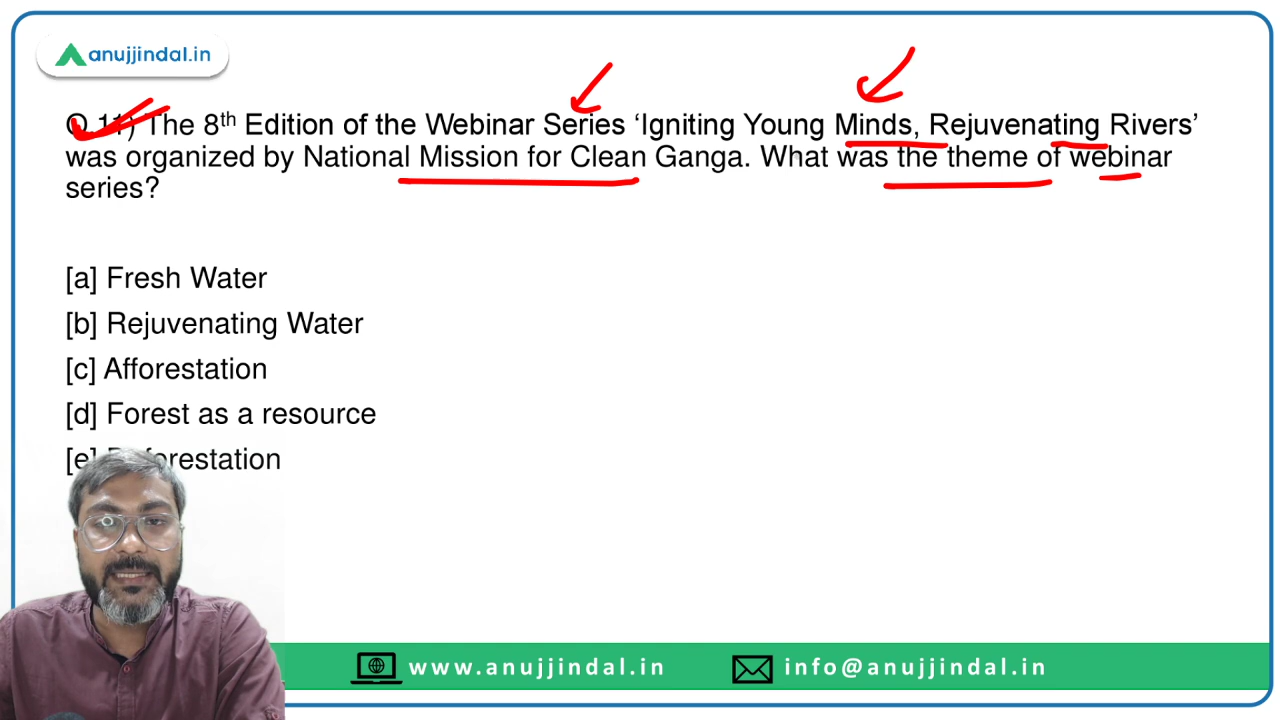 anujjindal.in
Q.11) The 8th Edition of the Webinar Series ‘Igniting Young Minds, Rejuvenating Rivers’
was organized by National Mission for Clean Ganga. What was the theme of webinar
series?
[a] Fresh Water
[b] Rejuvenating Water
[c] Afforestation
[d] Forest as a resource
[e] Deforestation
www.anujjindal.in
info@anujjindal.in